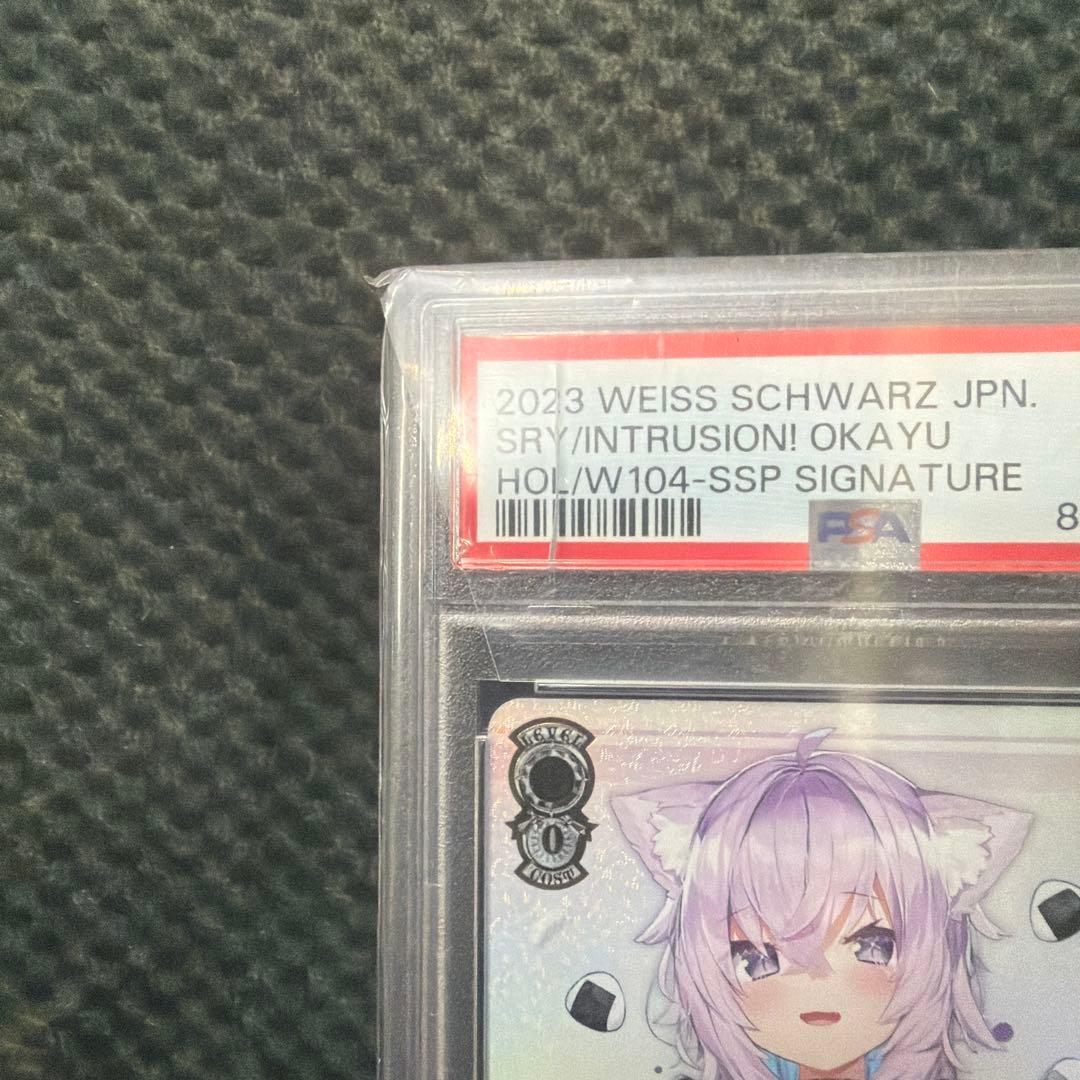 2023 WEISS SCHWARZ JPN.
SRY/INTRUSION! OKAYU
HOL/W104-SSP SIGNATURE
PSA
8
LEVEL
0
COST